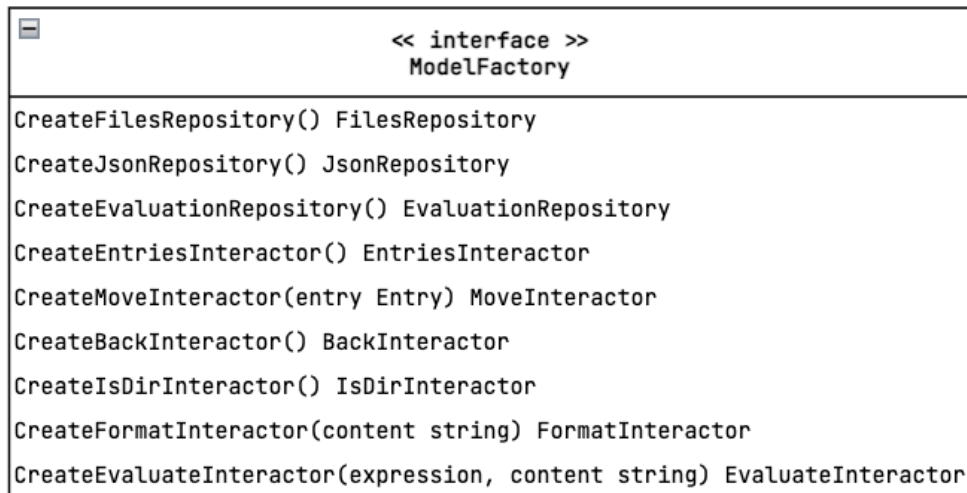 << interface >>
ModelFactory
CreateFilesRepository() FilesRepository
CreateJsonRepository() JsonRepository
CreateEvaluationRepository() EvaluationRepository
CreateEntriesInteractor() EntriesInteractor
CreateMoveInteractor(entry Entry) MoveInteractor
CreateBackInteractor() BackInteractor
CreateIsDirInteractor() IsDirInteractor
CreateFormatInteractor(content string) FormatInteractor
CreateEvaluateInteractor(expression, content string) EvaluateInteractor